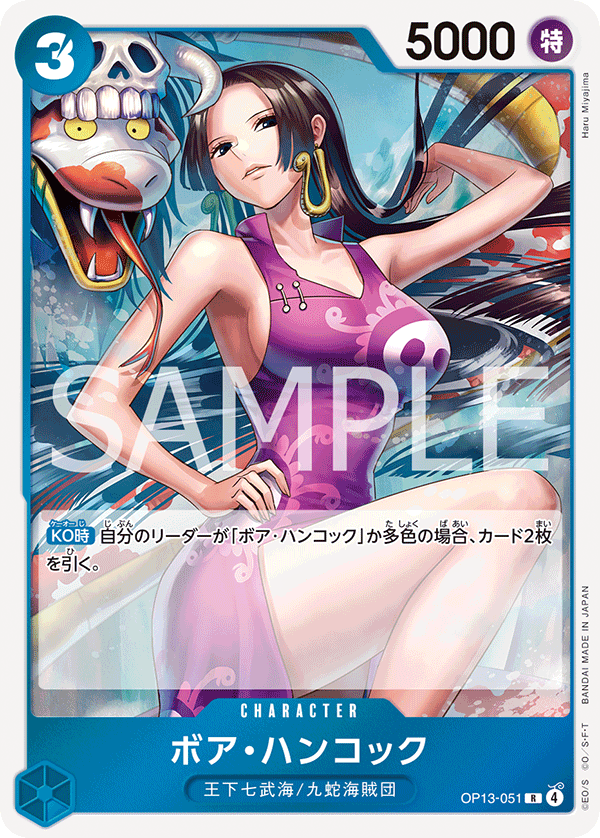 3
5000 特
Haru Miyajima
SAMPLE
KO時 自分のリーダーが「ボア・ハンコック」か多色の場合、カード2枚
を引く。
CHARACTER
ボア・ハンコック
王下七武海/九蛇海賊団
OP13-051 R 4
©EO/S ©O/S・F・T BANDAI MADE IN JAPAN